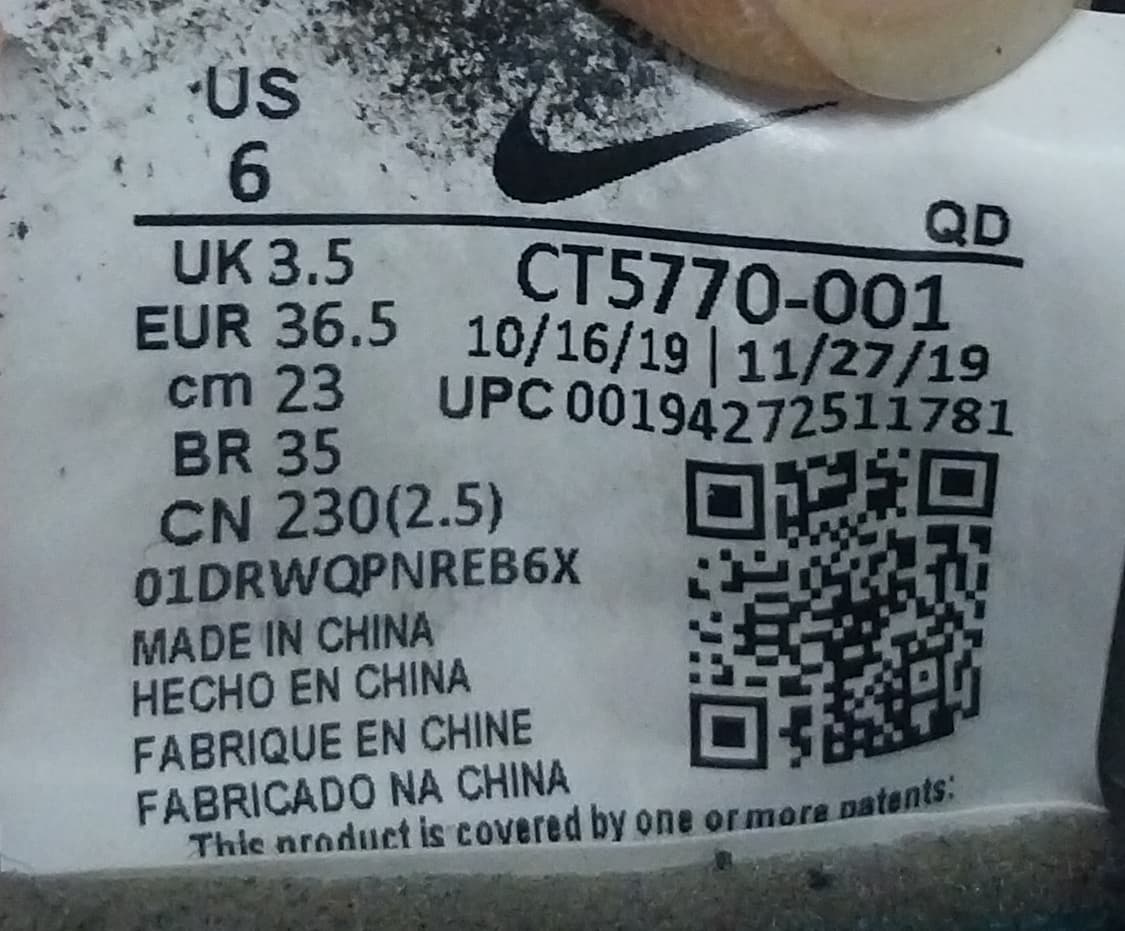 US
6
QD
UK 3.5
EUR 36.5
cm 23
BR 35
CN 230(2.5)
CT5770-001
10/16/19 | 11/27/19
UPC 00194272511781
01DRWQPNREB6X
MADE IN CHINA
HECHO EN CHINA
FABRIQUE EN CHINE
FABRICADO NA CHINA
This product is covered by one or more patents: